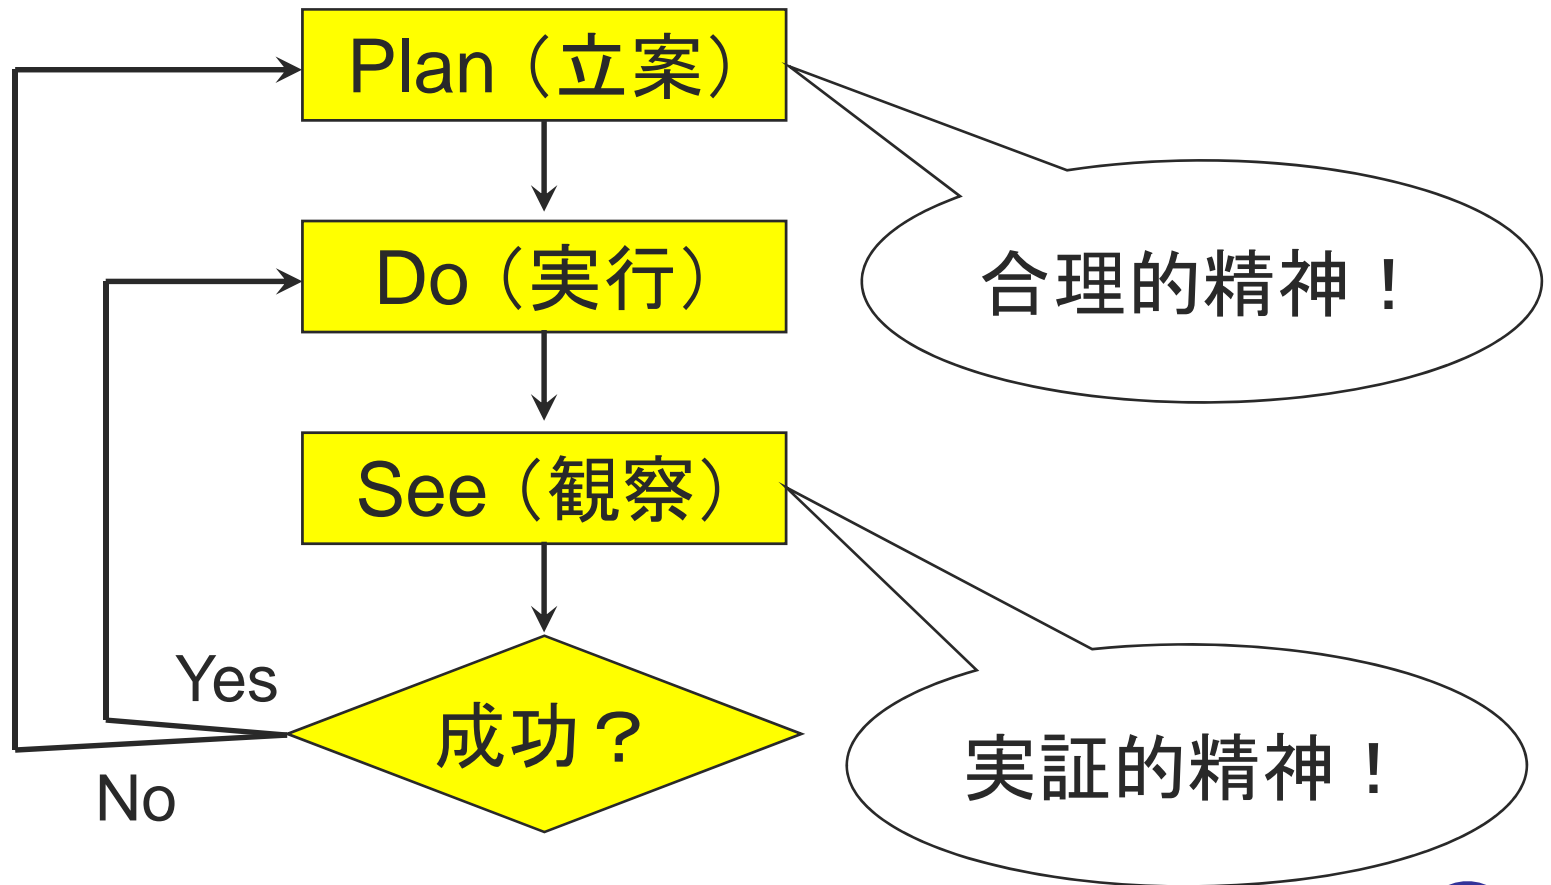 Plan（立案）
Do（実行）
合理的精神！
See（観察）
Yes
成功？
実証的精神！
No